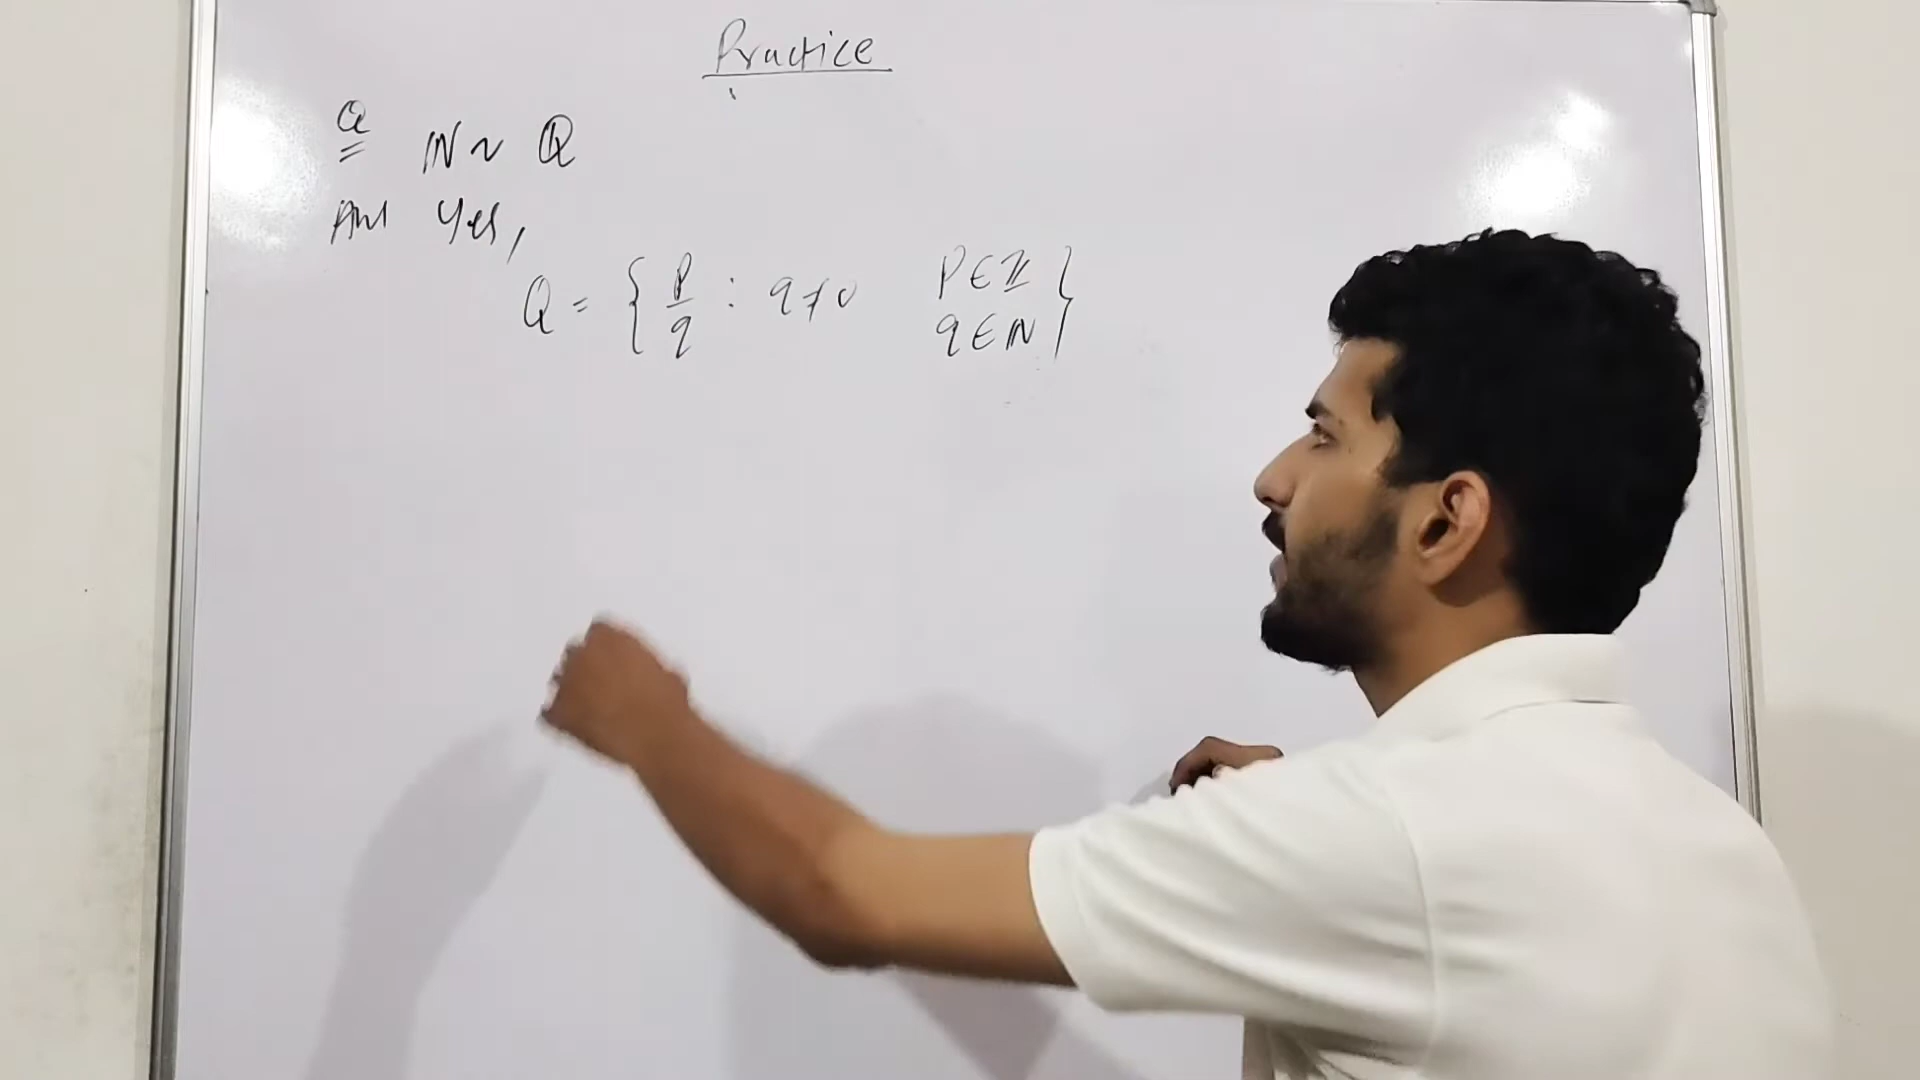 Practice
Q N ~ Q
Ans Yes,
Q = { p/q : q≠0 p∈Z q∈N }